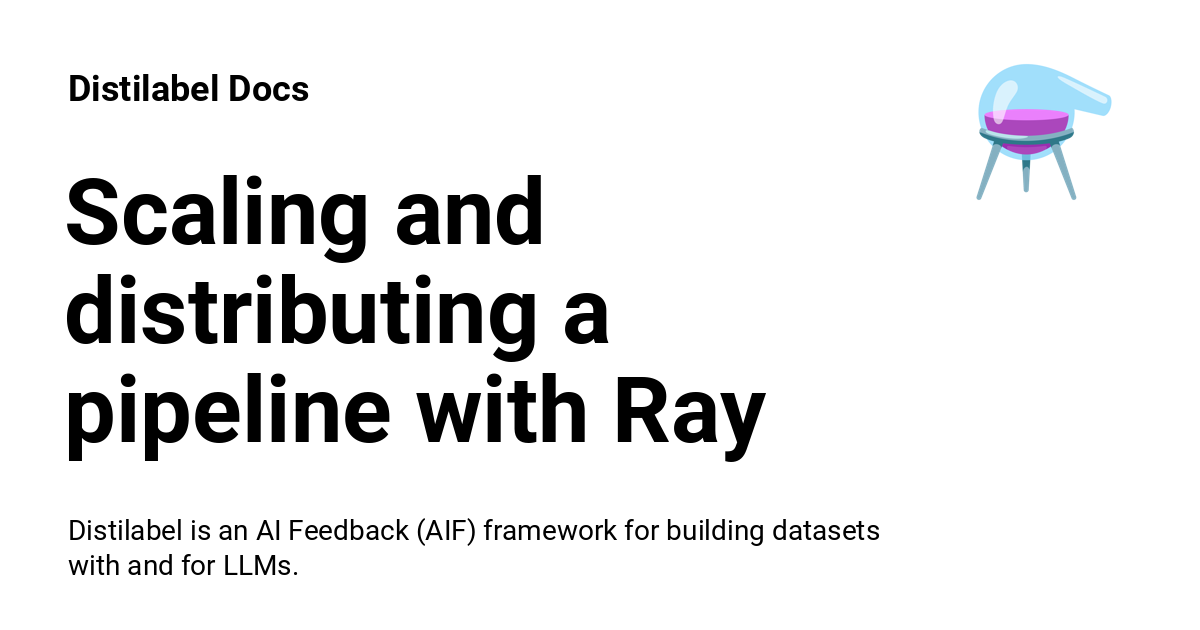 Distilabel Docs
Scaling and
distributing a
pipeline with Ray
Distilabel is an AI Feedback (AIF) framework for building datasets
with and for LLMs.